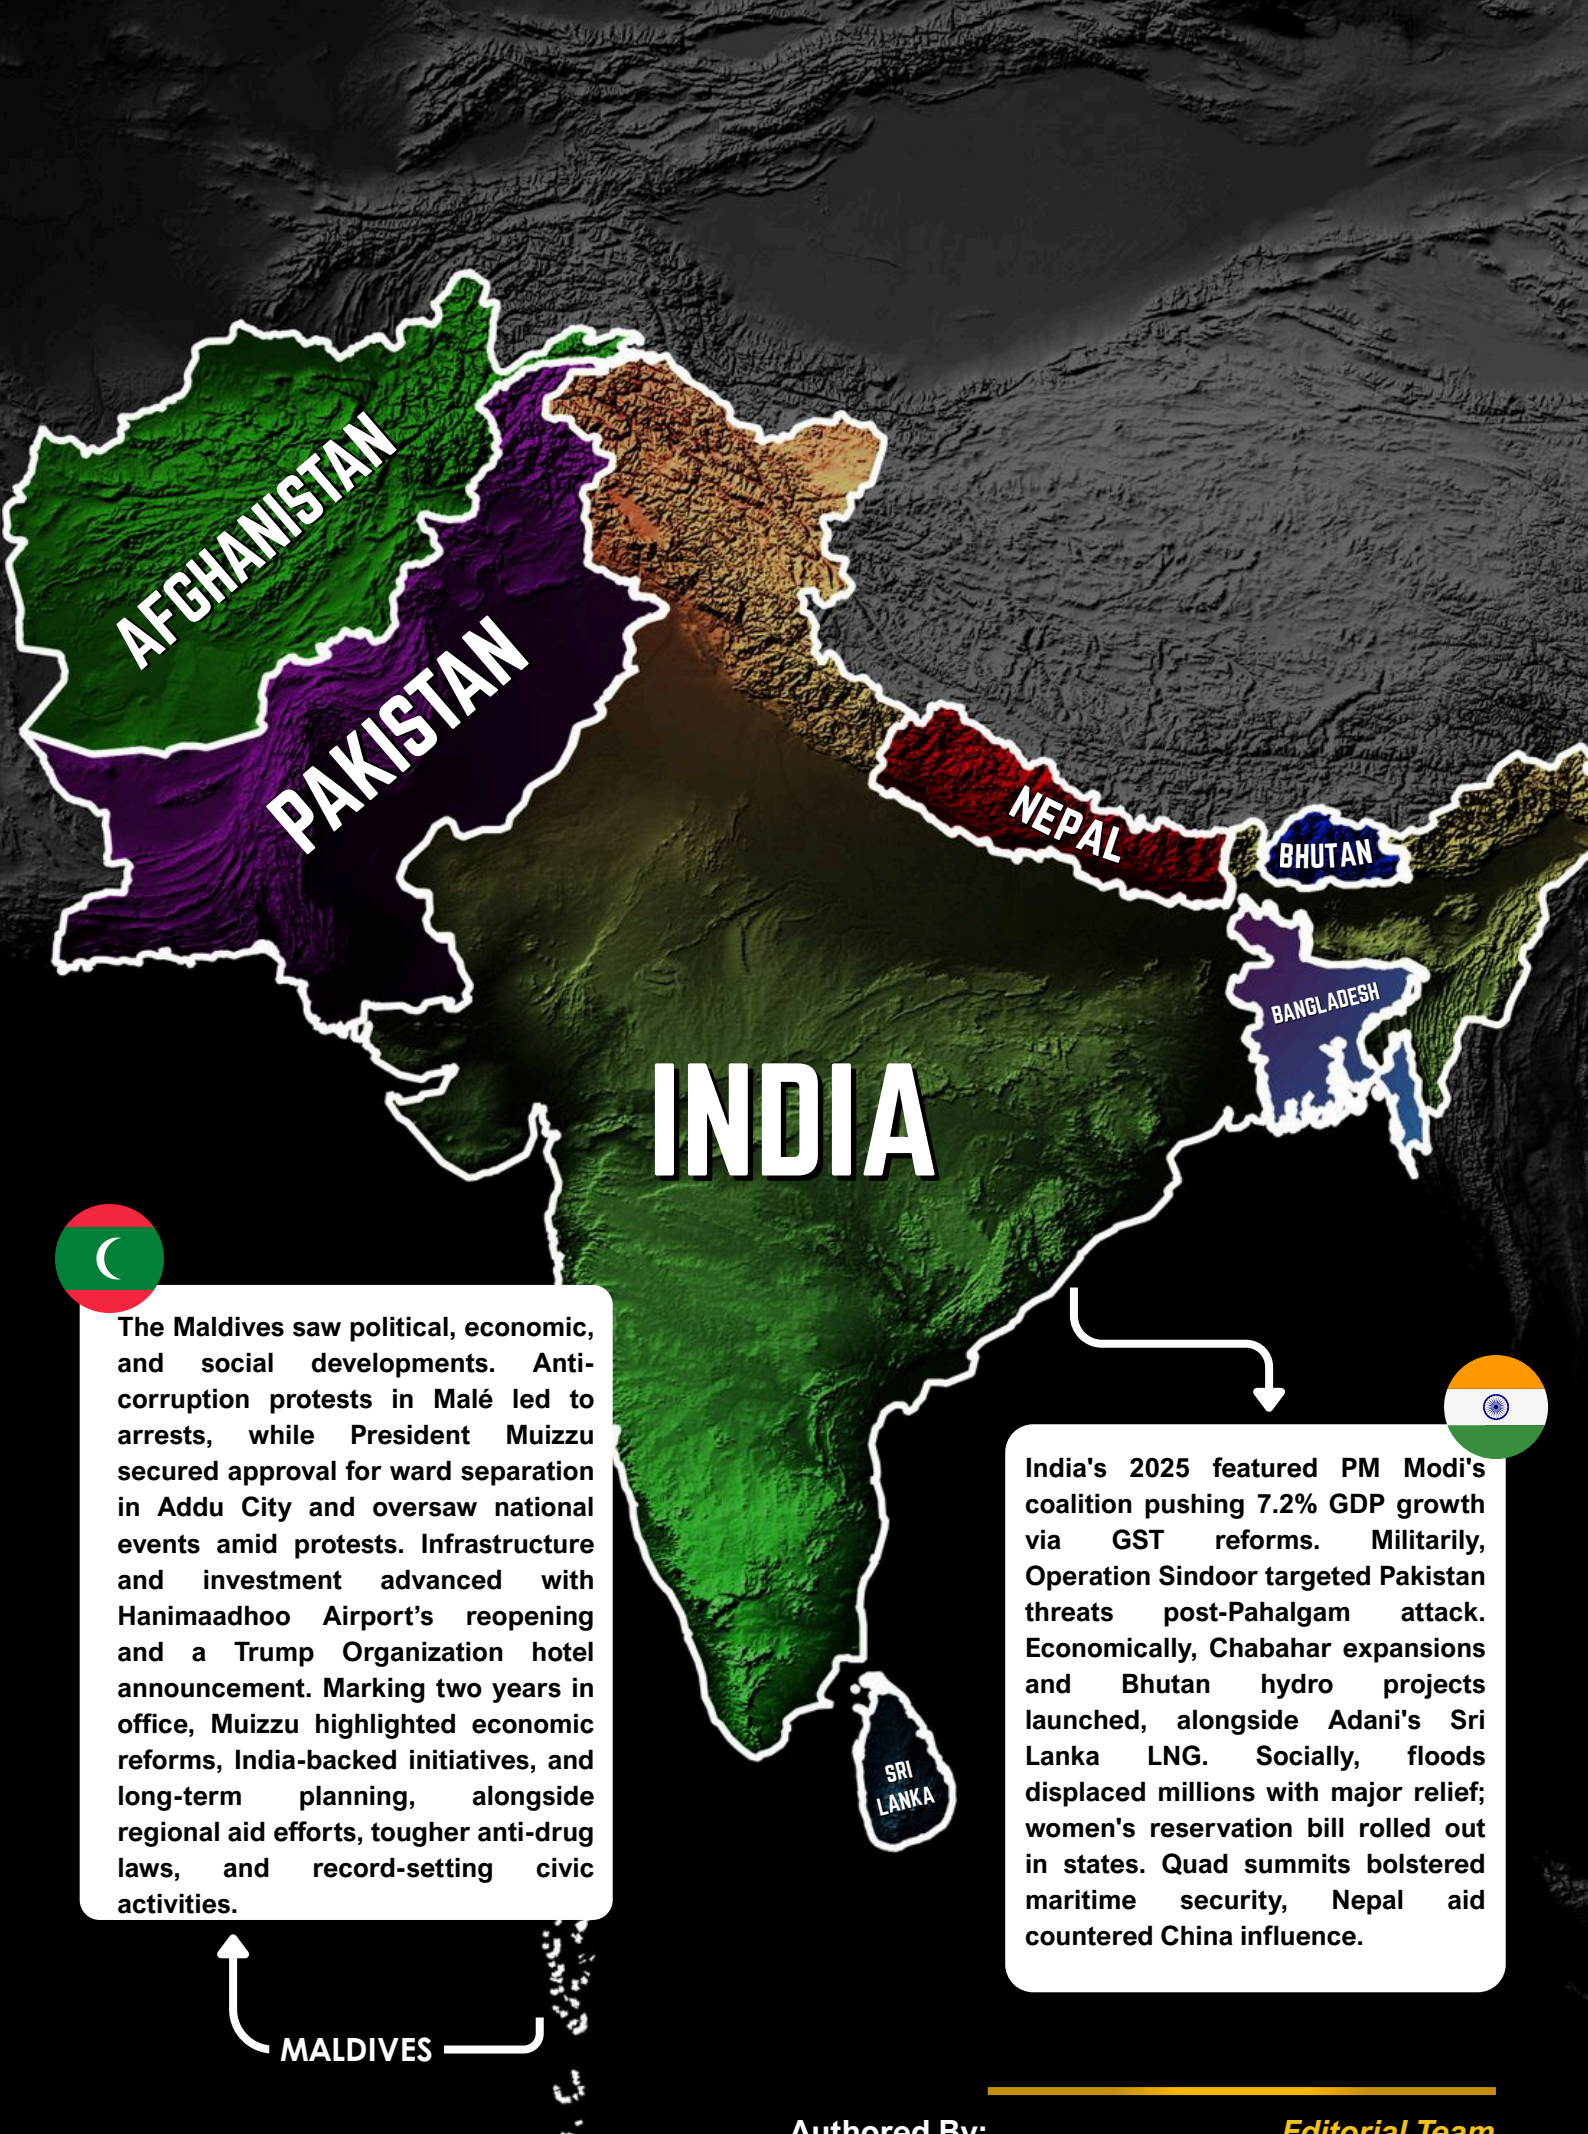 AFGHANISTAN
PAKISTAN
NEPAL
BHUTAN
BANGLADESH
INDIA
The Maldives saw political, economic,
and social developments. Anti-
corruption protests in Malé led to
arrests, while President Muizzu
secured approval for ward separation
in Addu City and oversaw national
events amid protests. Infrastructure
and investment advanced with
Hanimaadhoo Airport’s reopening
and a Trump Organization hotel
announcement. Marking two years in
office, Muizzu highlighted economic
reforms, India-backed initiatives, and
long-term planning, alongside
regional aid efforts, tougher anti-drug
laws, and record-setting civic
activities.
India's 2025 featured PM Modi's
coalition pushing 7.2% GDP growth
via GST reforms. Militarily,
Operation Sindoor targeted Pakistan
threats post-Pahalgam attack.
Economically, Chabahar expansions
and Bhutan hydro projects
launched, alongside Adani's Sri
Lanka LNG. Socially, floods
displaced millions with major relief;
women's reservation bill rolled out
in states. Quad summits bolstered
maritime security, Nepal aid
countered China influence.
SRI
LANKA
MALDIVES
Authored By: Editorial Team